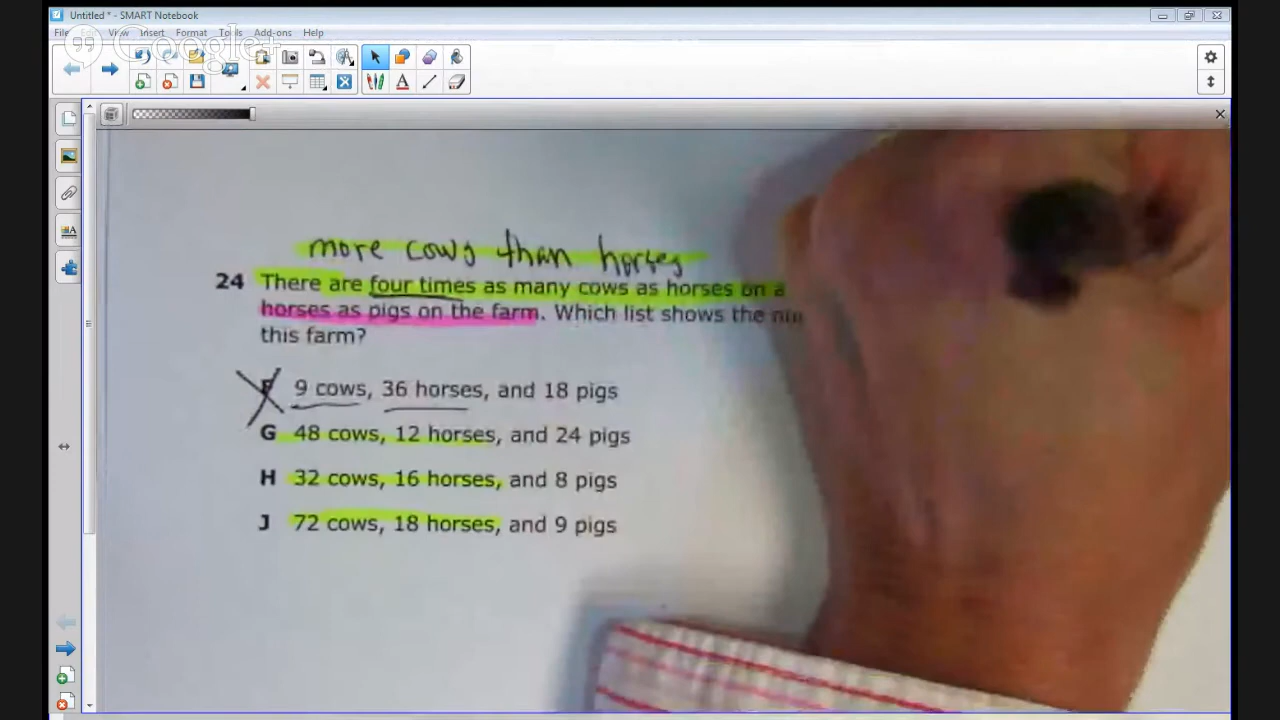 Untitled * - SMART Notebook
File Edit View Insert Format Tools Add-ons Help
Google+
more cows than horses
24 There are four times as many cows as horses on a
horses as pigs on the farm. Which list shows the
this farm?
F 9 cows, 36 horses, and 18 pigs
G 48 cows, 12 horses, and 24 pigs
H 32 cows, 16 horses, and 8 pigs
J 72 cows, 18 horses, and 9 pigs